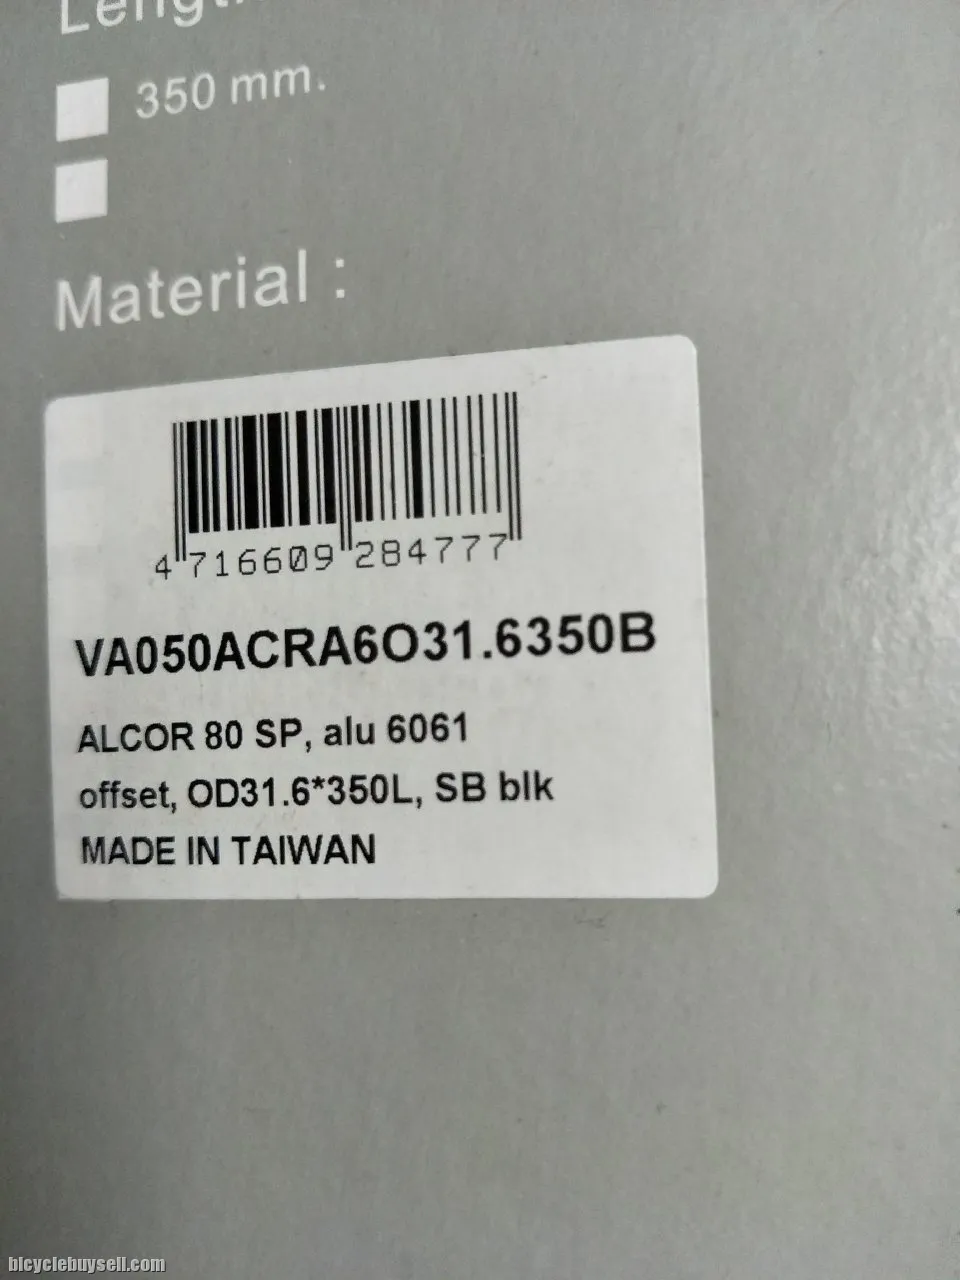 Length
350 mm.
Material :
4 716609 284777
VA050ACRA6O31.6350B
ALCOR 80 SP, alu 6061
offset, OD31.6*350L, SB blk
MADE IN TAIWAN
bicyclebuysell.com